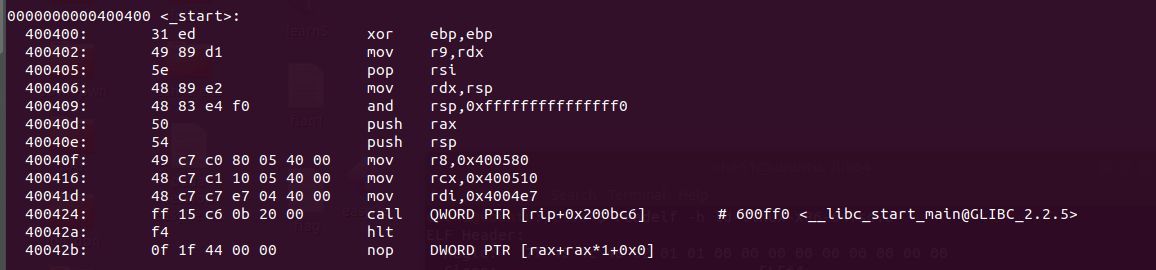 0000000000400400 <_start>:
400400: 31 ed xor ebp,ebp
400402: 49 89 d1 mov r9,rdx
400405: 5e pop rsi
400406: 48 89 e2 mov rdx,rsp
400409: 48 83 e4 f0 and rsp,0xfffffffffffffff0
40040d: 50 push rax
40040e: 54 push rsp
40040f: 49 c7 c0 80 05 40 00 mov r8,0x400580
400416: 48 c7 c1 10 05 40 00 mov rcx,0x400510
40041d: 48 c7 c7 e7 04 40 00 mov rdi,0x4004e7
400424: ff 15 c6 0b 20 00 call QWORD PTR [rip+0x200bc6] # 600ff0 <__libc_start_main@GLIBC_2.2.5>
40042a: f4 hlt
40042b: 0f 1f 44 00 00 nop DWORD PTR [rax+rax*1+0x0]